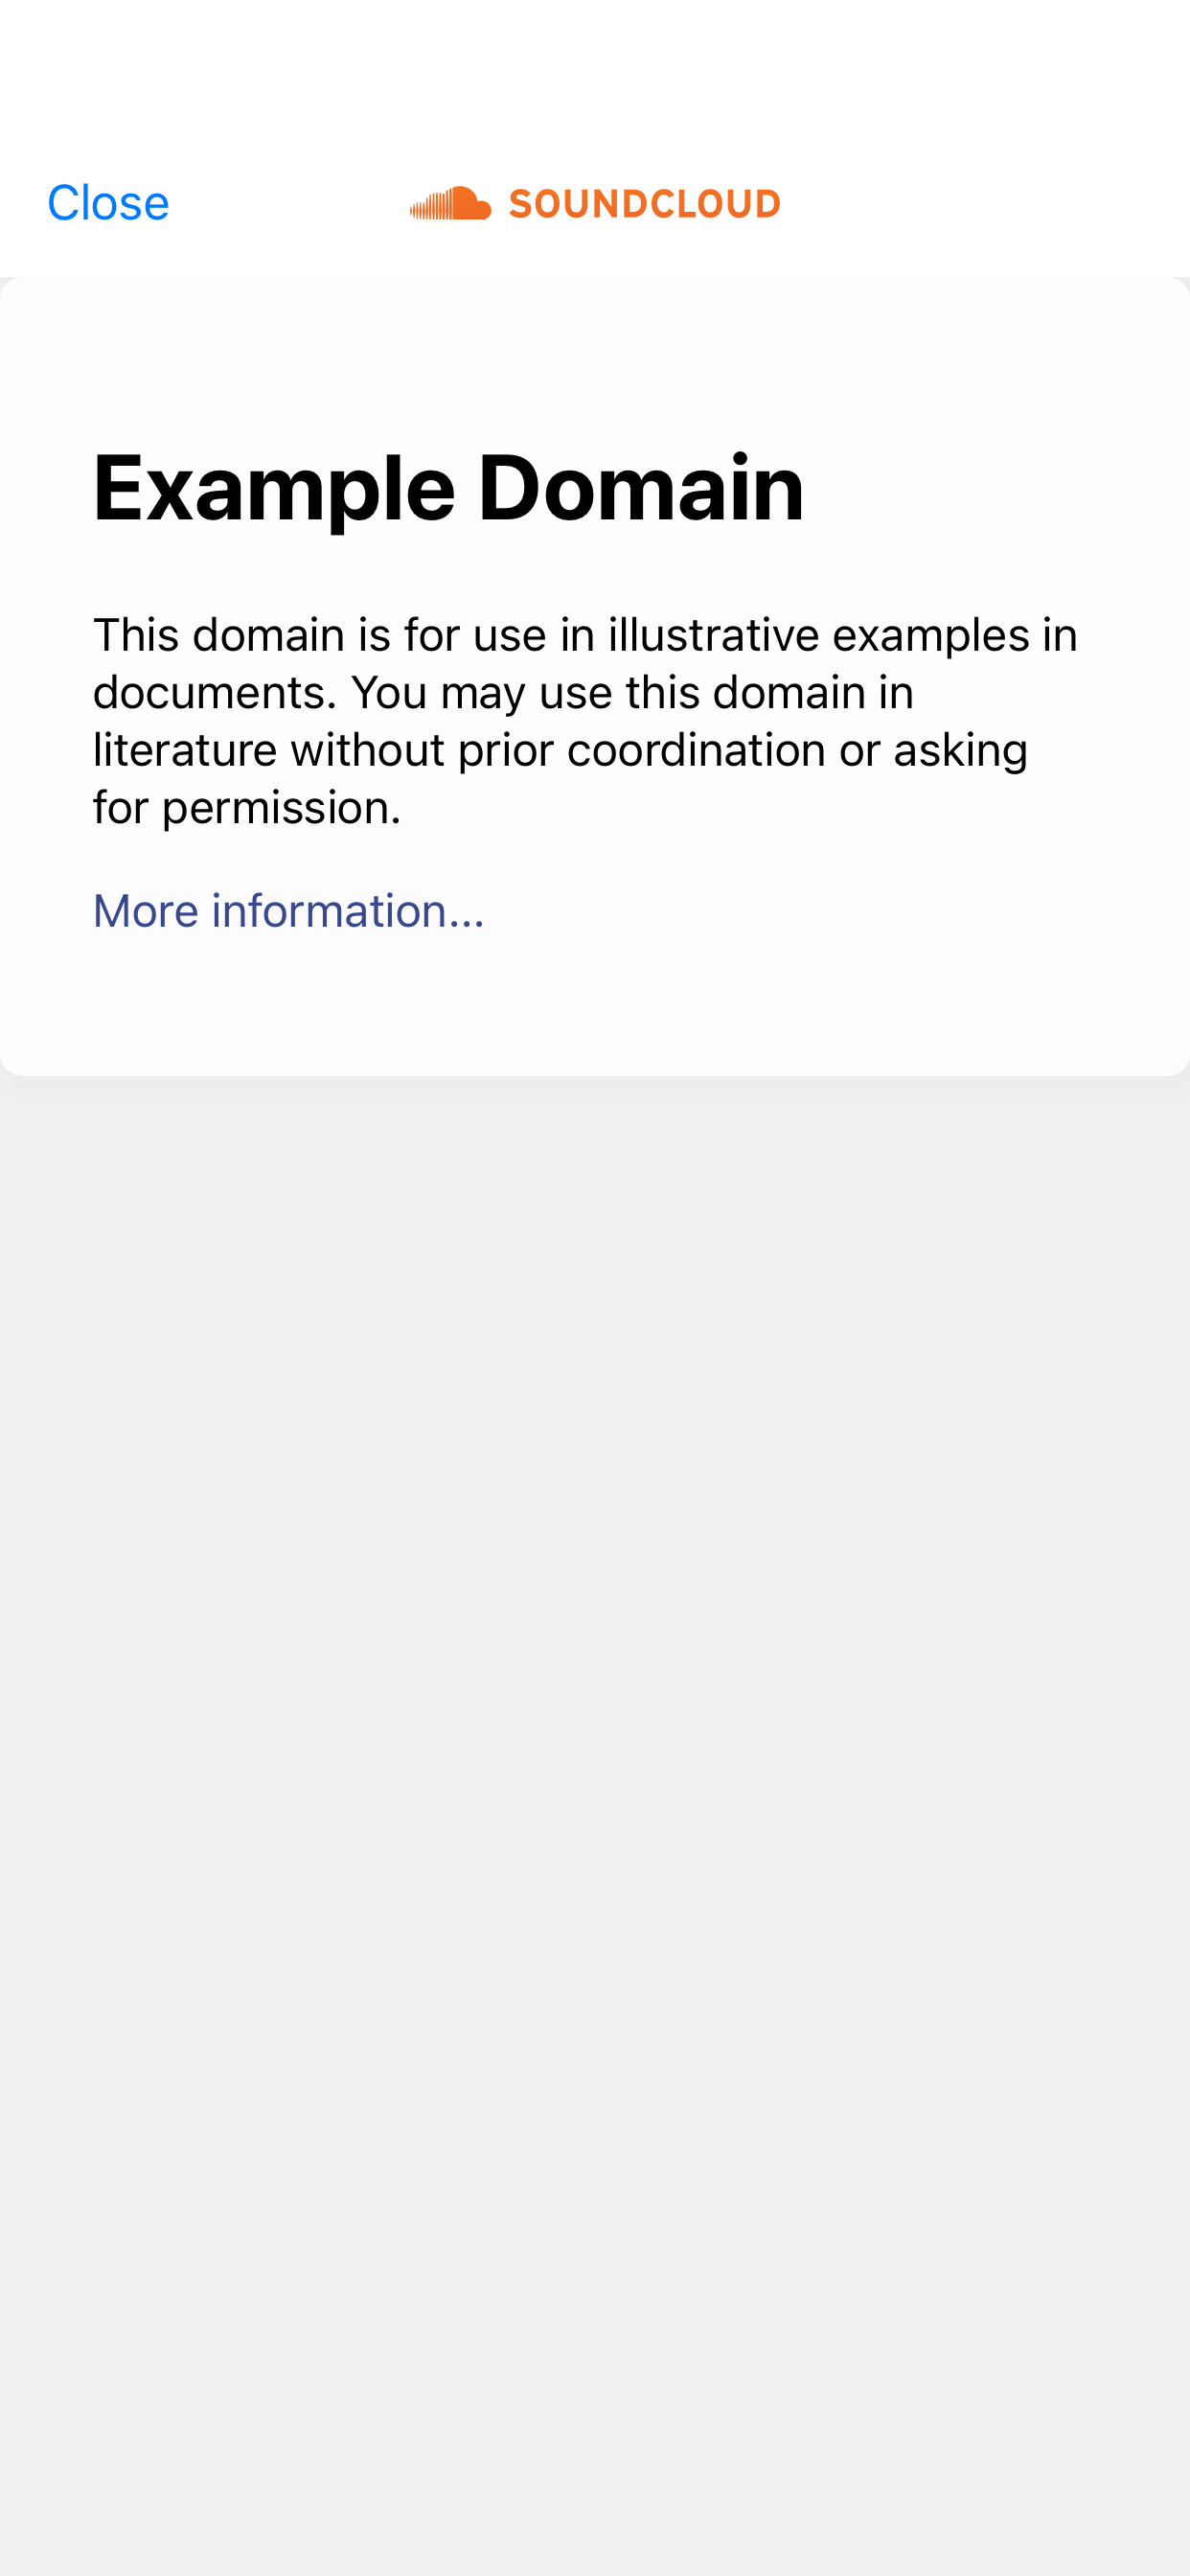 Close
SOUNDCLOUD
Example Domain
This domain is for use in illustrative examples in
documents. You may use this domain in
literature without prior coordination or asking
for permission.
More information...